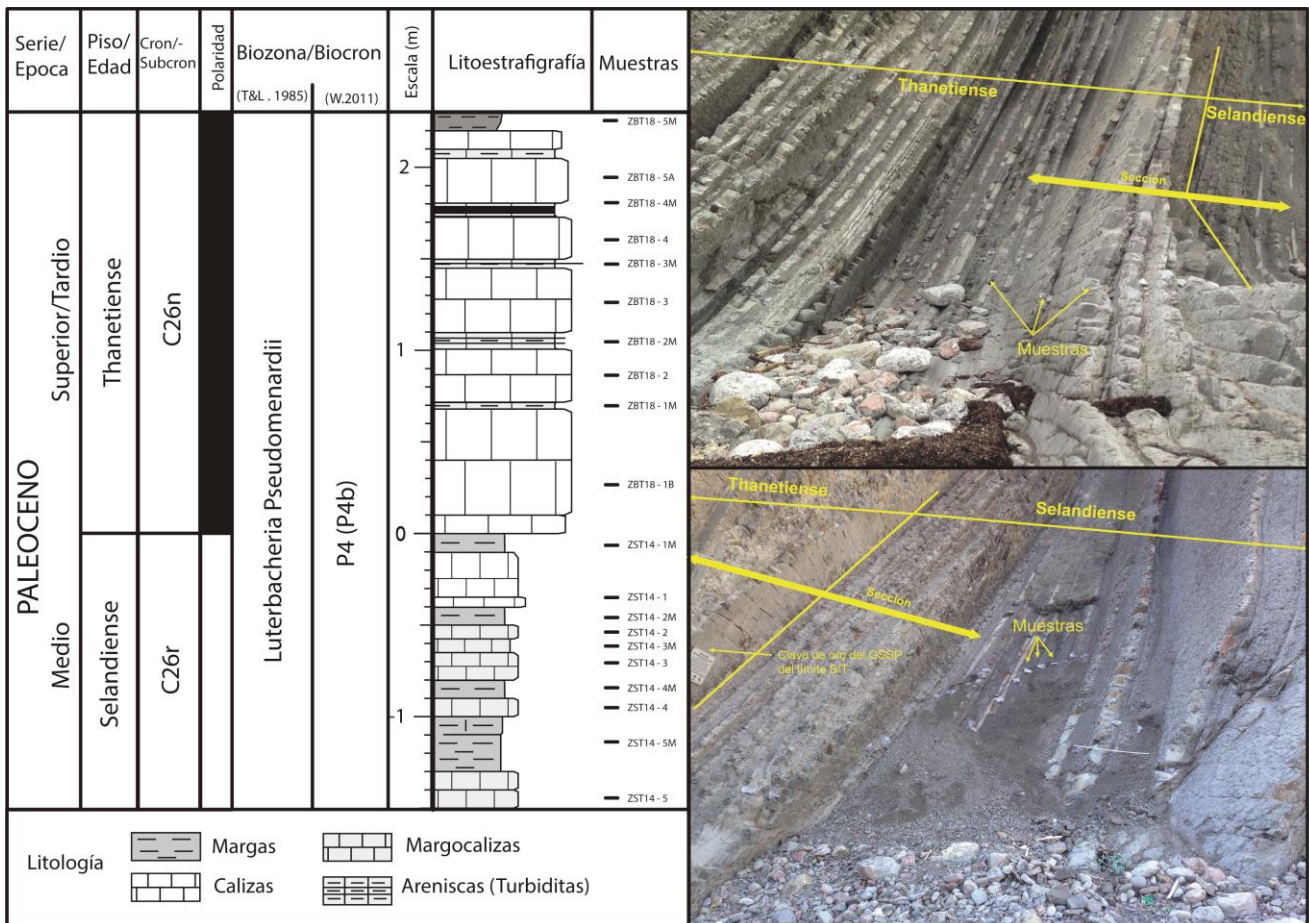 Serie/
Epoca
Piso/
Edad
Cron/-
Subcron
Polaridad
Biozona/Biocron
(T&L . 1985)
(W.2011)
Escala (m)
Litoestrafigrafía
Muestras
PALEOCENO
Superior/Tardio
Medio
Thanetiense
Selandiense
C26n
C26r
Luterbacheria Pseudomenardii
P4 (P4b)
2
1
0
-1
ZBT18 - 5M
ZBT18 - 5A
ZBT18 - 4M
ZBT18 - 4
ZBT18 - 3M
ZBT18 - 3
ZBT18 - 2M
ZBT18 - 2
ZBT18 - 1M
ZBT18 - 1B
ZST14 - 1M
ZST14 - 1
ZST14 - 2M
ZST14 - 2
ZST14 - 3M
ZST14 - 3
ZST14 - 4M
ZST14 - 4
ZST14 - 5M
ZST14 - 5
Litología
Margas
Margocalizas
Calizas
Areniscas (Turbiditas)
Thanetiense
Selandiense
Sección
Muestras
Thanetiense
Selandiense
Sección
Muestras
Clavo de oro del GSSP
del límite S/T